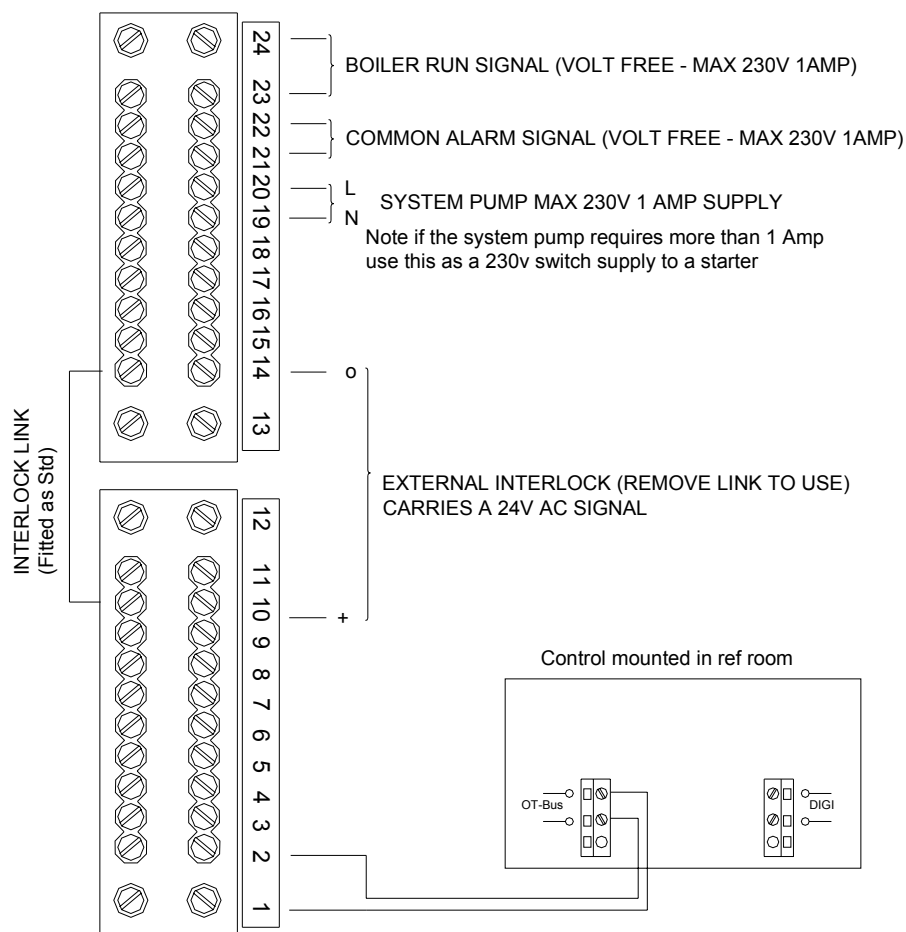 24
BOILER RUN SIGNAL (VOLT FREE - MAX 230V 1AMP)
23
22
COMMON ALARM SIGNAL (VOLT FREE - MAX 230V 1AMP)
21
20
L
SYSTEM PUMP MAX 230V 1 AMP SUPPLY
19
N
Note if the system pump requires more than 1 Amp
use this as a 230v switch supply to a starter
18
17
16
15
14
o
13
INTERLOCK LINK
(Fitted as Std)
EXTERNAL INTERLOCK (REMOVE LINK TO USE)
CARRIES A 24V AC SIGNAL
12
11
10
+
9
8
7
6
5
4
3
2
1
Control mounted in ref room
OT-Bus
DIGI